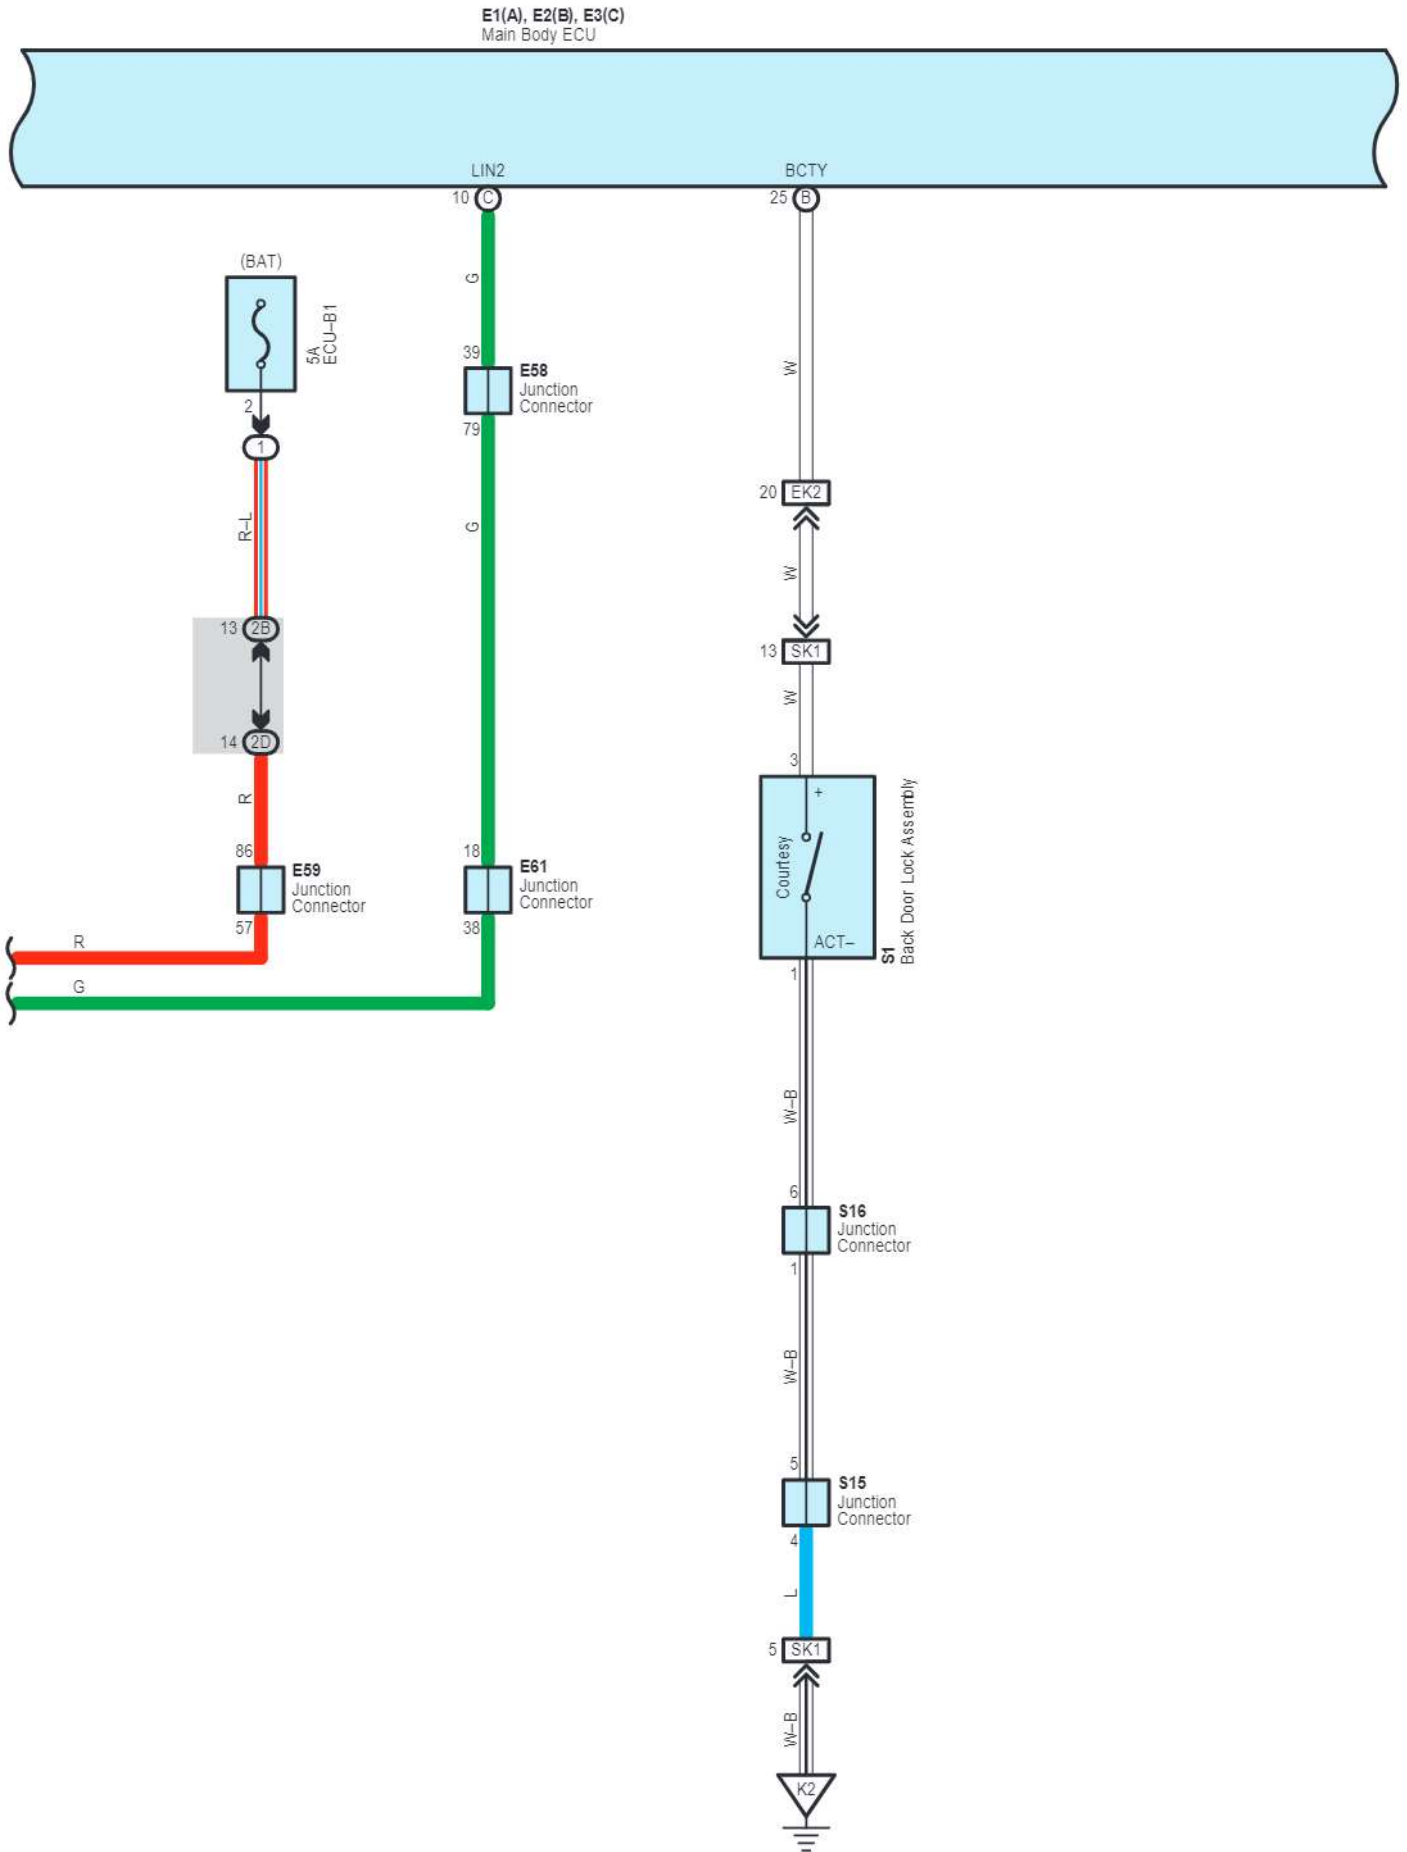 E1(A), E2(B), E3(C)
Main Body ECU
LIN2
BCTY
10 C
25 B
(BAT)
5A
ECU–B1
2
1
R–L
13 2B
14 2D
R
86
E59
Junction
Connector
57
R
G
G
39
E58
Junction
Connector
79
G
18
E61
Junction
Connector
38
W
20 EK2
W
13 SK1
W
3
+
Courtesy
ACT–
S1
Back Door Lock Assembly
1
W–B
6
S16
Junction
Connector
1
W–B
5
S15
Junction
Connector
4
L
5 SK1
W–B
K2